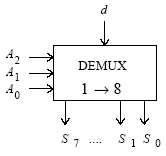 d
A₂
A₁
A₀
DEMUX
1 → 8
S₇ .... S₁ S₀